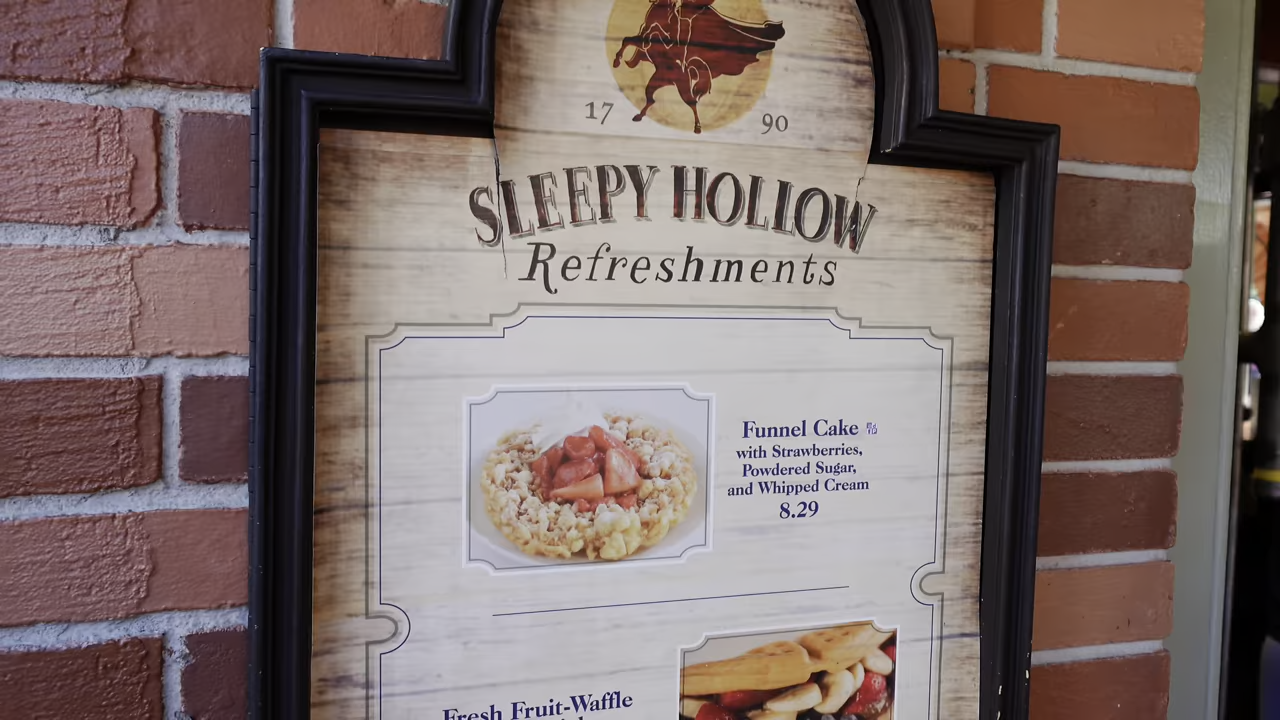 17 90
SLEEPY HOLLOW
Refreshments
Funnel Cake
with Strawberries,
Powdered Sugar,
and Whipped Cream
8.29
Fresh Fruit-Waffle